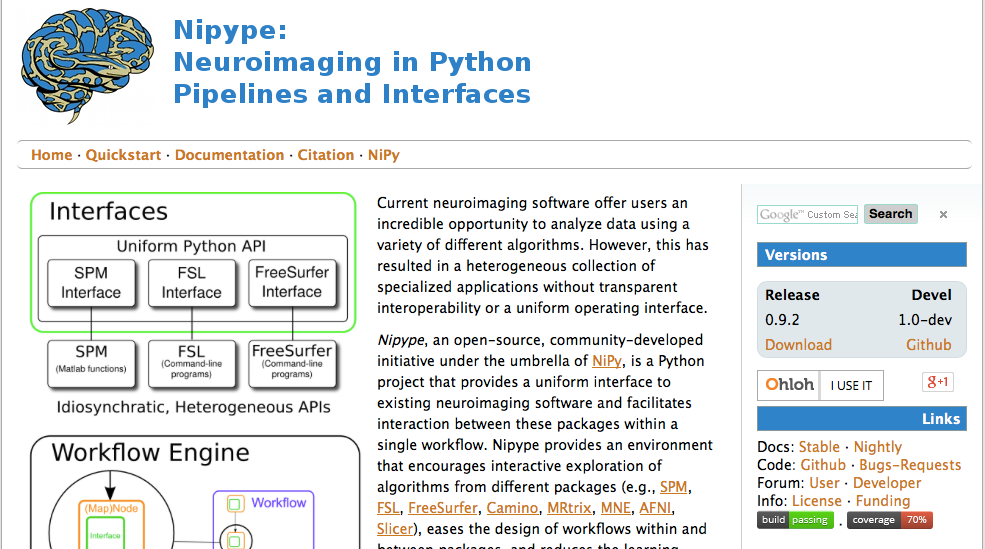 Nipype:
Neuroimaging in Python
Pipelines and Interfaces
Home · Quickstart · Documentation · Citation · NiPy
Interfaces
Uniform Python API
SPM
Interface
FSL
Interface
FreeSurfer
Interface
SPM
(Matlab functions)
FSL
(Command-line
programs)
FreeSurfer
(Command-line
programs)
Idiosynchratic, Heterogeneous APIs
Workflow Engine
(Map)Node
Interface
Workflow
Current neuroimaging software offer users an
incredible opportunity to analyze data using a
variety of different algorithms. However, this has
resulted in a heterogeneous collection of
specialized applications without transparent
interoperability or a uniform operating interface.
Nipype, an open-source, community-developed
initiative under the umbrella of NiPy, is a Python
project that provides a uniform interface to
existing neuroimaging software and facilitates
interaction between these packages within a
single workflow. Nipype provides an environment
that encourages interactive exploration of
algorithms from different packages (e.g., SPM,
FSL, FreeSurfer, Camino, MRtrix, MNE, AFNI,
Slicer), eases the design of workflows within and
between packages, and reduces the learning
Google™ Custom Sea
Search ×
Versions
Release Devel
0.9.2 1.0-dev
Download Github
Ohloh I USE IT
g+1
Links
Docs: Stable · Nightly
Code: Github · Bugs-Requests
Forum: User · Developer
Info: License · Funding
build passing . coverage 70%